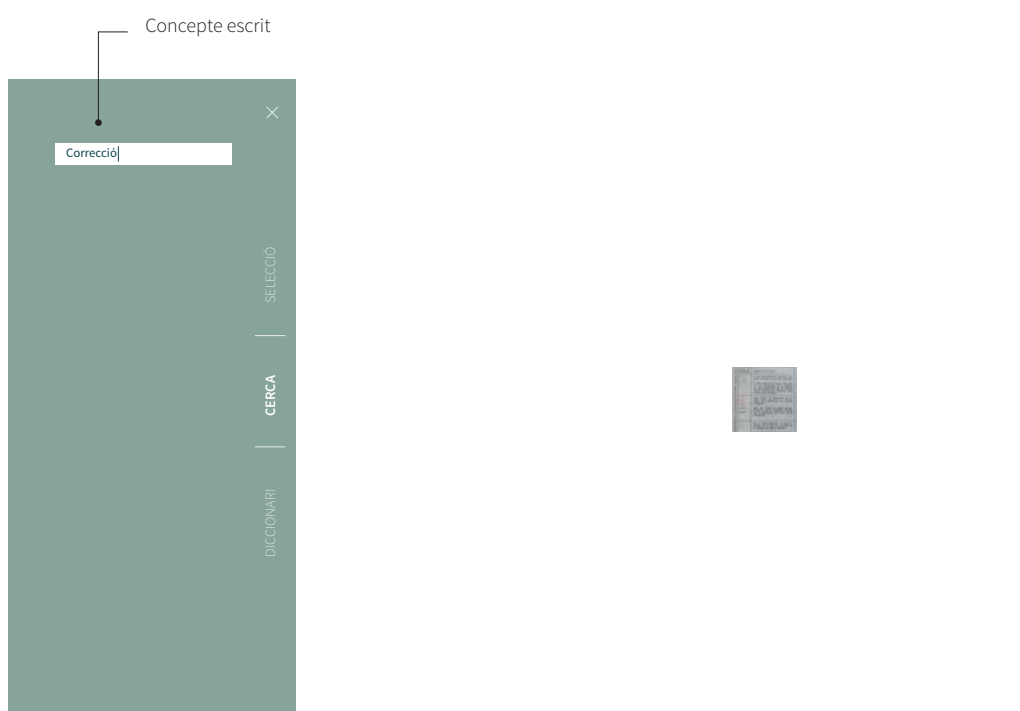 Concepte escrit
Correcció
SELECCIÓ
CERCA
DICCIONARI